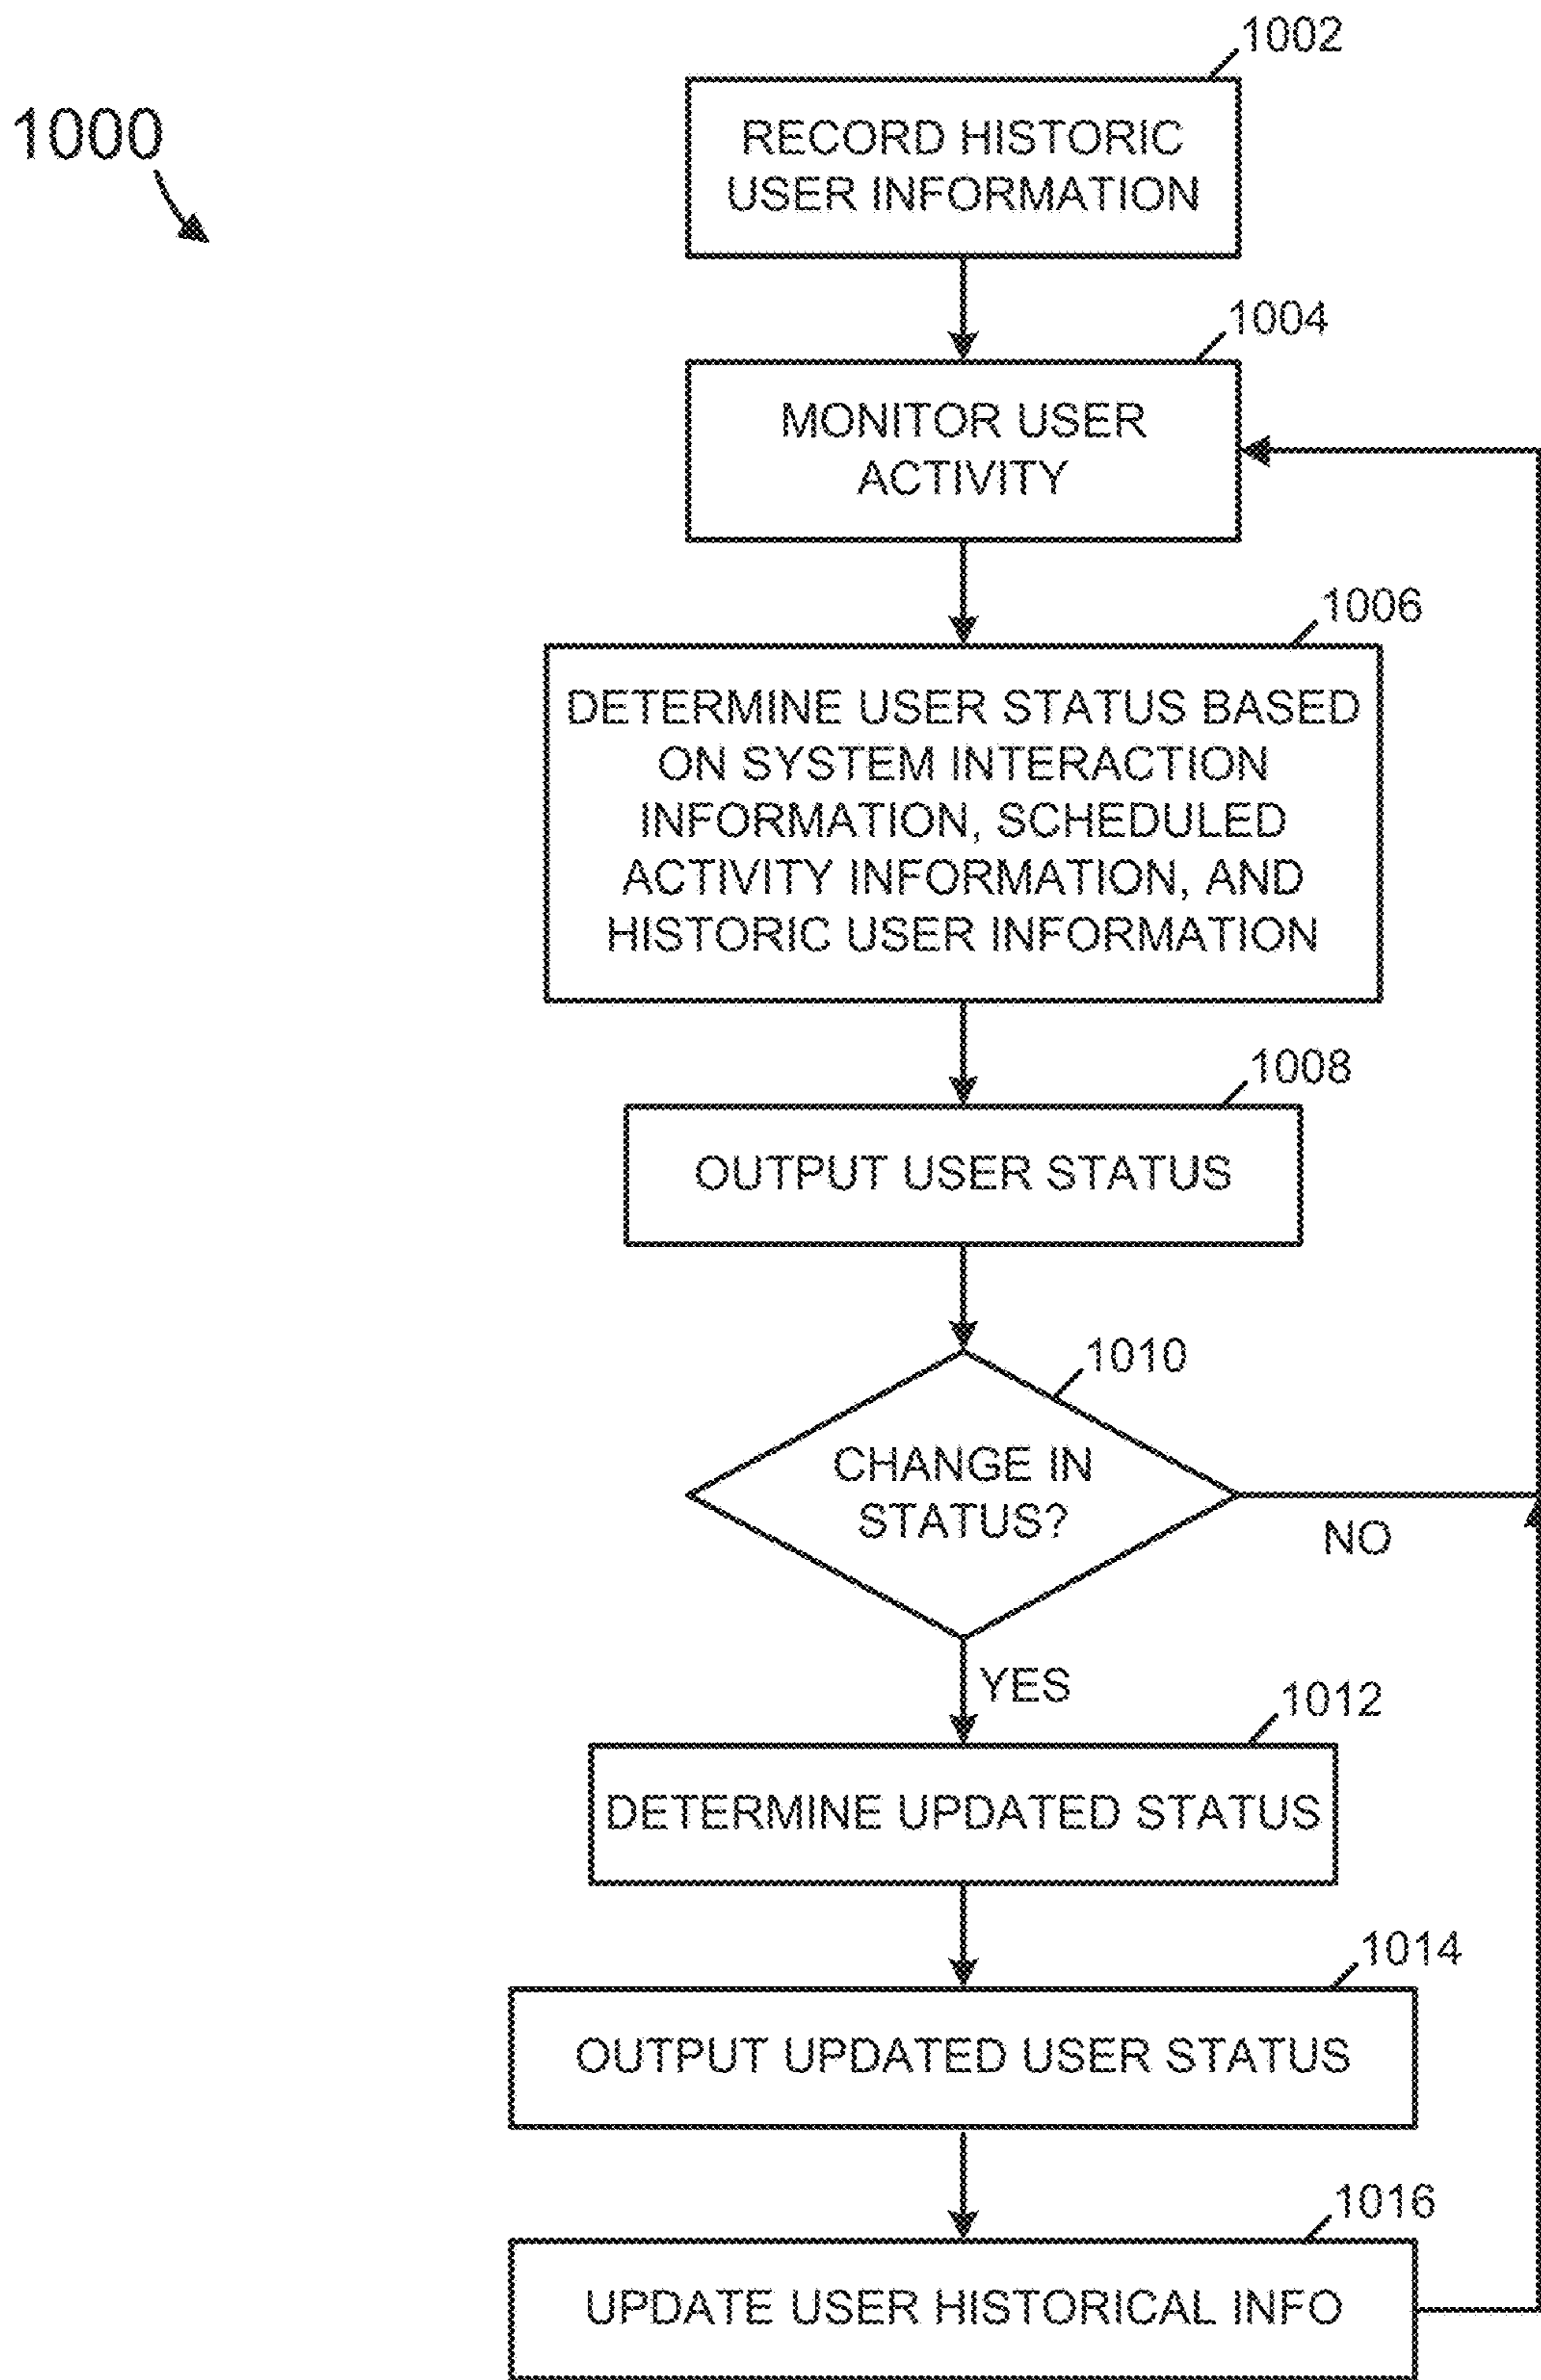 1000
1002
RECORD HISTORIC
USER INFORMATION
1004
MONITOR USER
ACTIVITY
1006
DETERMINE USER STATUS BASED
ON SYSTEM INTERACTION
INFORMATION, SCHEDULED
ACTIVITY INFORMATION, AND
HISTORIC USER INFORMATION
1008
OUTPUT USER STATUS
1010
CHANGE IN
STATUS?
NO
YES
1012
DETERMINE UPDATED STATUS
1014
OUTPUT UPDATED USER STATUS
1016
UPDATE USER HISTORICAL INFO